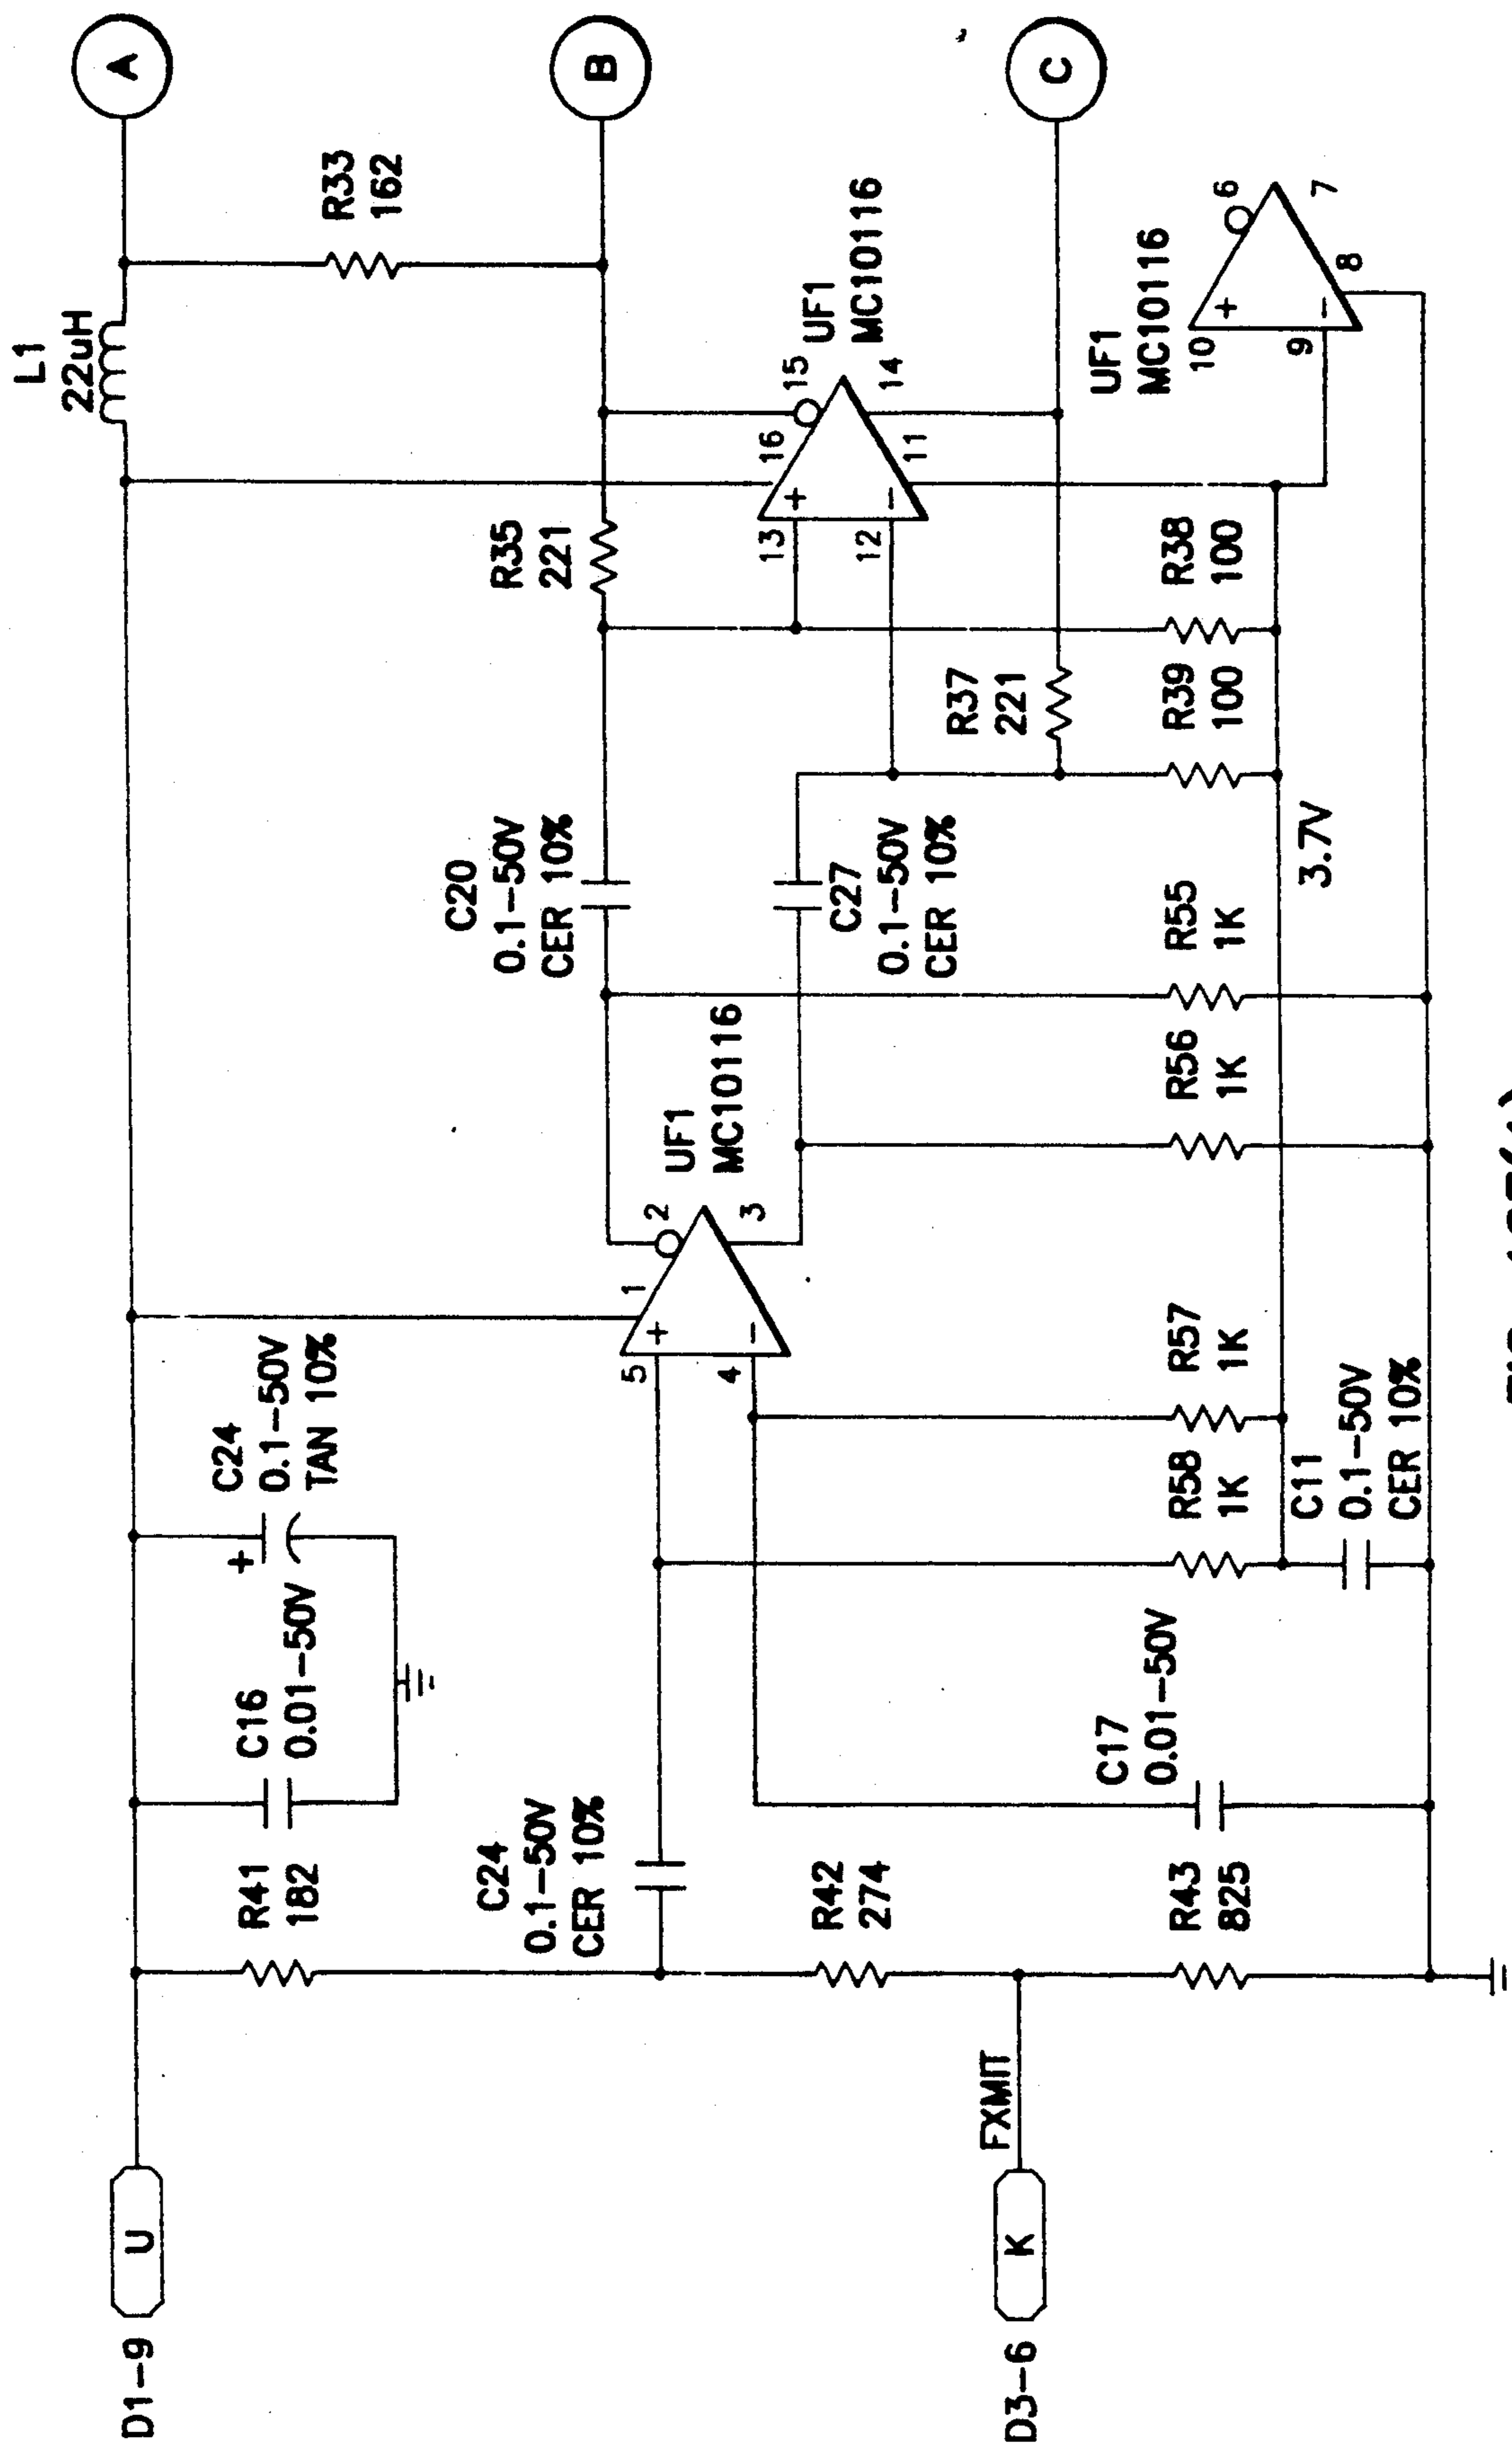 D1-9
U
R41
182
C16
0.01-50V
+
C24
0.1-50V
TAN 10%
L1
22uH
A
R33
162
B
C
C24
0.1-50V
CER 10%
R42
274
D3-6
K
FXMIT
R43
825
C17
0.01-50V
5
+
4
-
1
2
3
UF1
MC10116
R58
1K
R57
1K
C11
0.1-50V
CER 10%
R56
1K
R55
1K
C20
0.1-50V
CER 10%
C27
0.1-50V
CER 10%
3.7V
R35
221
R37
221
R39
100
R38
100
13
+
12
-
16
15
11
14
UF1
MC10116
UF1
MC10116
10
+
9
-
6
8
7